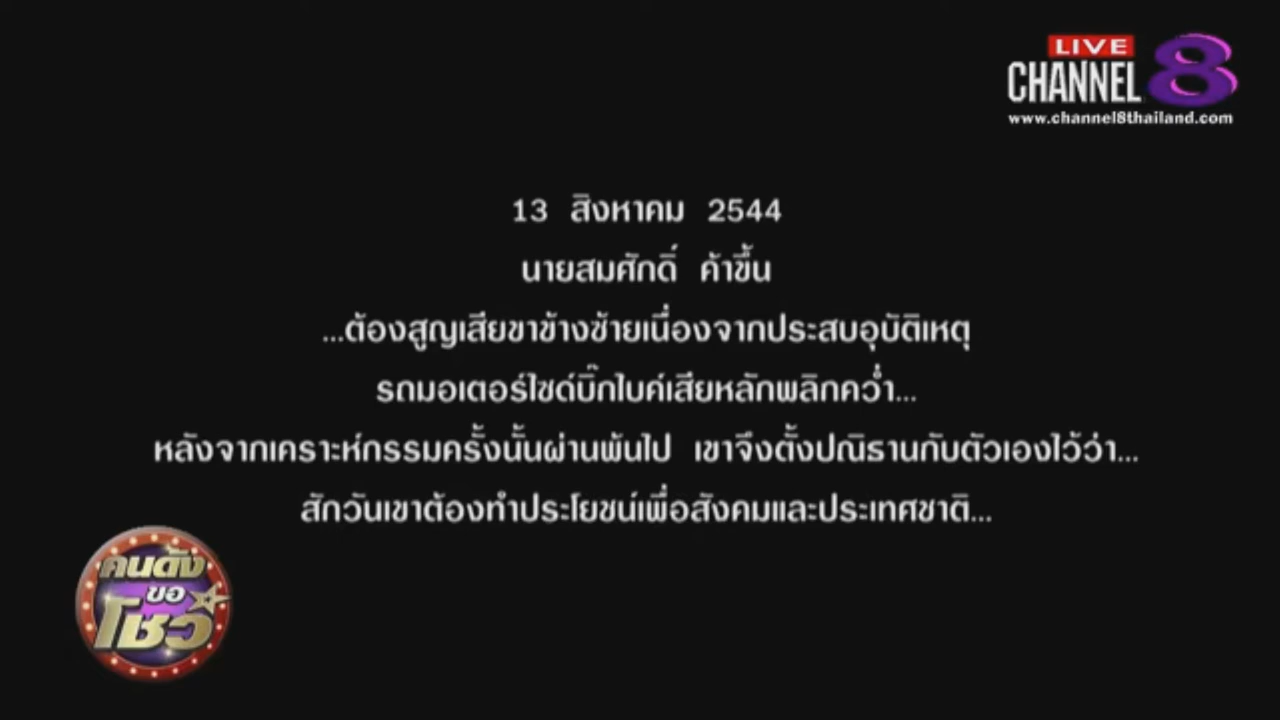 LIVE
CHANNEL 8
www.channel8thailand.com
13 สิงหาคม 2544
นายสมศักดิ์ ค้าขึ้น
...ต้องสูญเสียขาข้างซ้ายเนื่องจากประสบอุบัติเหตุ
รถมอเตอร์ไซด์บิ๊กไบค์เสียหลักพลิกคว่ำ...
หลังจากเคราะห์กรรมครั้งนั้นผ่านพ้นไป เขาจึงตั้งปณิธานกับตัวเองไว้ว่า...
สักวันเขาต้องทำประโยชน์เพื่อสังคมและประเทศชาติ...
คนดัง
ขอ
โชว์